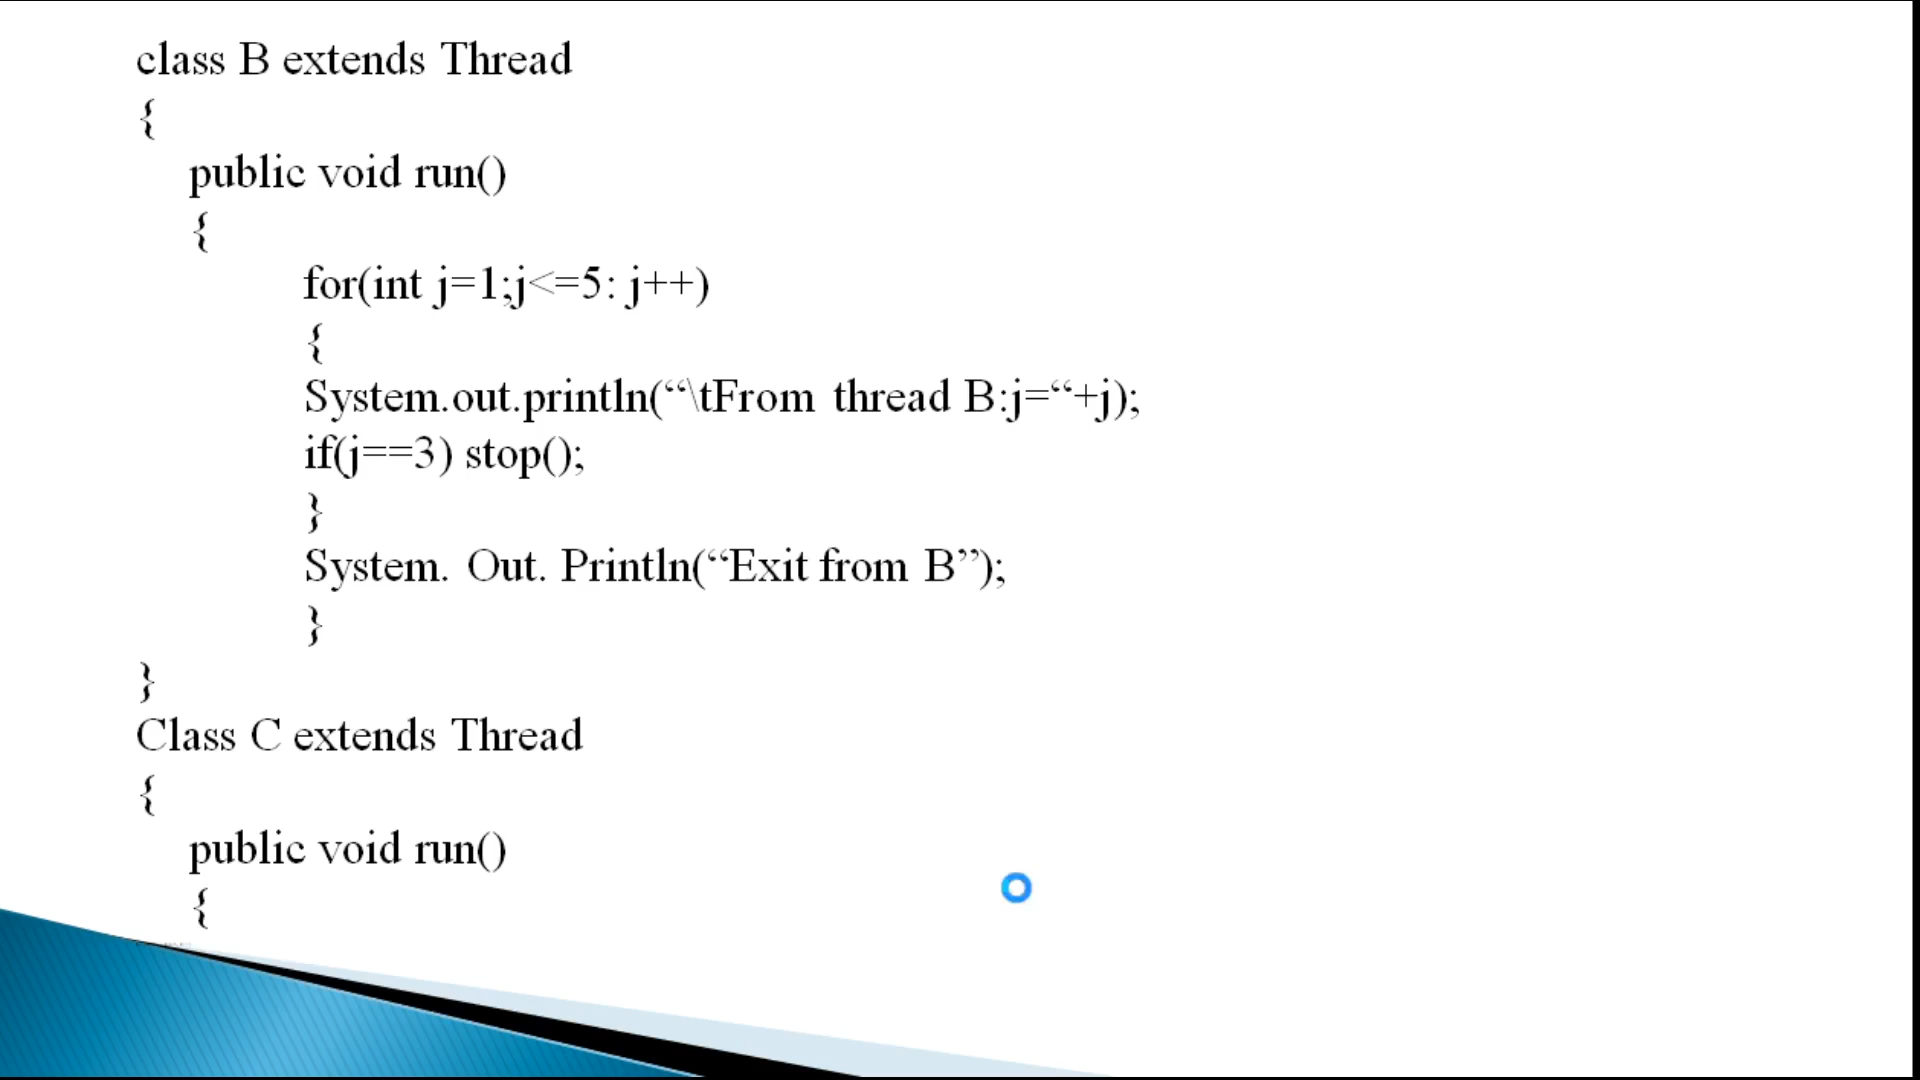 class B extends Thread
{
public void run()
{
for(int j=1;j<=5: j++)
{
System.out.println(“\tFrom thread B:j=“+j);
if(j==3) stop();
}
System. Out. Println(“Exit from B”);
}
}
Class C extends Thread
{
public void run()
{